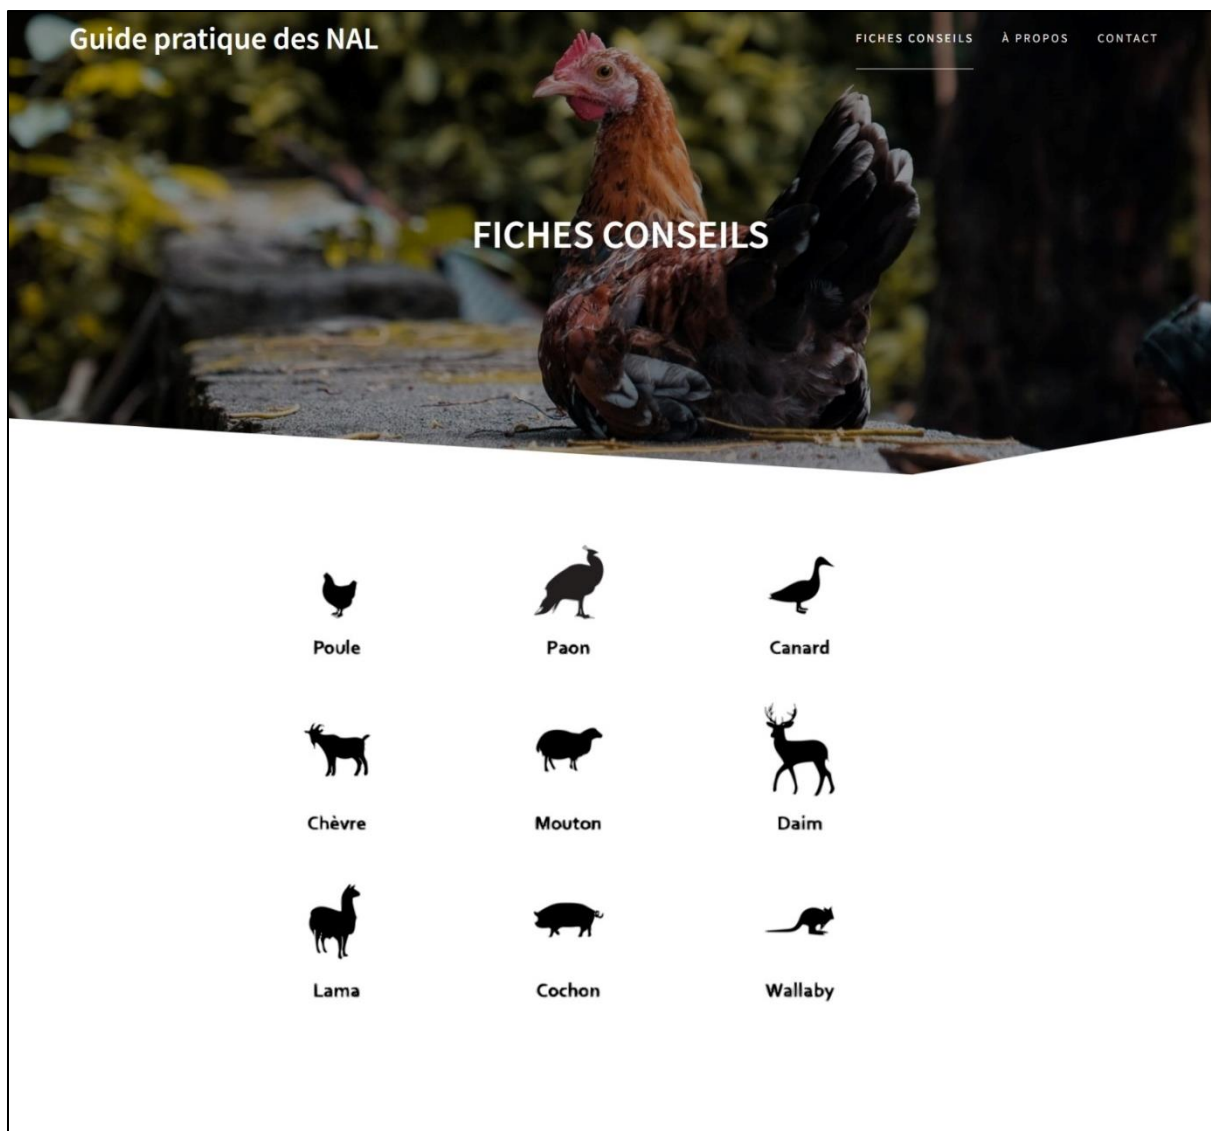 Guide pratique des NAL
FICHES CONSEILS À PROPOS CONTACT
FICHES CONSEILS
Poule Paon Canard
Chèvre Mouton Daim
Lama Cochon Wallaby